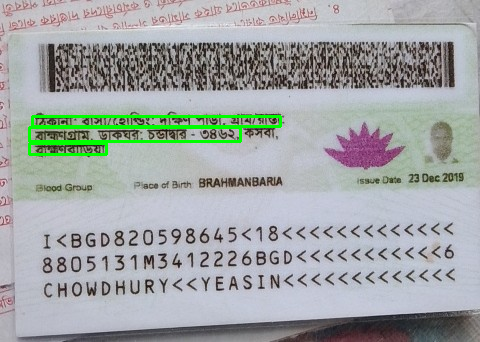 ঠিকানা: বাসা/হোল্ডিং: দক্ষিণ পাড়া, গ্রাম/রাস্তা:
ব্রাহ্মণগ্রাম, ডাকঘর: চন্ডীদ্বার - ৩৪৬২, কসবা,
ব্রাহ্মণবাড়িয়া
Blood Group: Place of Birth: BRAHMANBARIA Issue Date: 23 Dec 2019
I<BGD820598645<18<<<<<<<<<<<<<
8805131M3412226BGD<<<<<<<<<<<6
CHOWDHURY<<YEASIN<<<<<<<<<<<<<